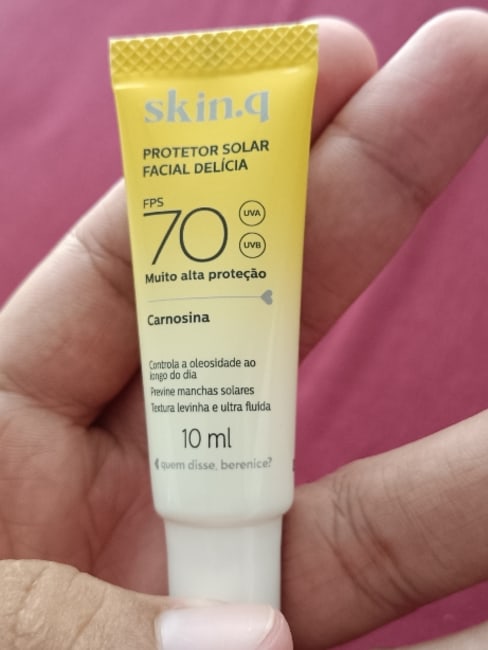 skin.q
PROTETOR SOLAR
FACIAL DELÍCIA
FPS
70
UVA
UVB
Muito alta proteção
Carnosina
Controla a oleosidade ao
longo do dia
Previne manchas solares
Textura levinha e ultra fluida
10 ml
quem disse, berenice?